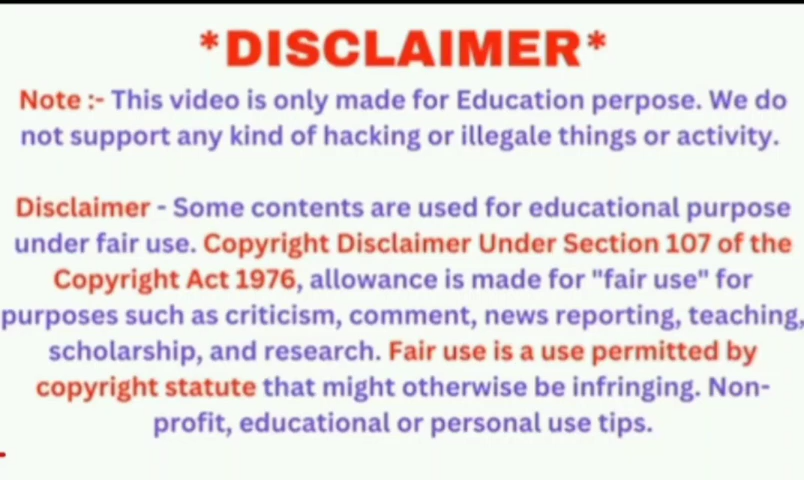 *DISCLAIMER*
Note :- This video is only made for Education perpose. We do
not support any kind of hacking or illegale things or activity.
Disclaimer - Some contents are used for educational purpose
under fair use. Copyright Disclaimer Under Section 107 of the
Copyright Act 1976, allowance is made for "fair use" for
purposes such as criticism, comment, news reporting, teaching,
scholarship, and research. Fair use is a use permitted by
copyright statute that might otherwise be infringing. Non-
profit, educational or personal use tips.